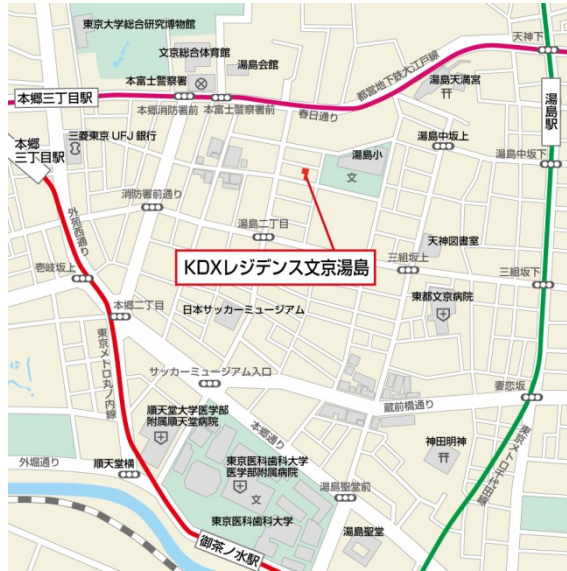 東京大学総合研究博物館
天神下
文京総合体育館
都営地下鉄大江戸線
本富士警察署
湯島会館
湯島天満宮
湯島駅
本郷三丁目駅
本郷消防署前
本富士警察署前
春日通り
三菱東京UFJ銀行
本郷
三丁目駅
湯島小
文
湯島中坂上
湯島中坂下
消防署前通り
外苑西通り
湯島二丁目
天神図書室
KDXレジデンス文京湯島
壱岐坂上
三組坂上
三組坂下
東都文京病院
本郷二丁目
日本サッカーミュージアム
東京メトロ丸ノ内線
サッカーミュージアム入口
妻恋坂
蔵前橋通り
順天堂大学医学部
附属順天堂病院
本郷通り
東京メトロ千代田線
神田明神
外堀通り
順天堂横
東京医科歯科大学
医学部附属病院
文
湯島聖堂前
東京医科歯科大学
湯島聖堂
御茶ノ水駅